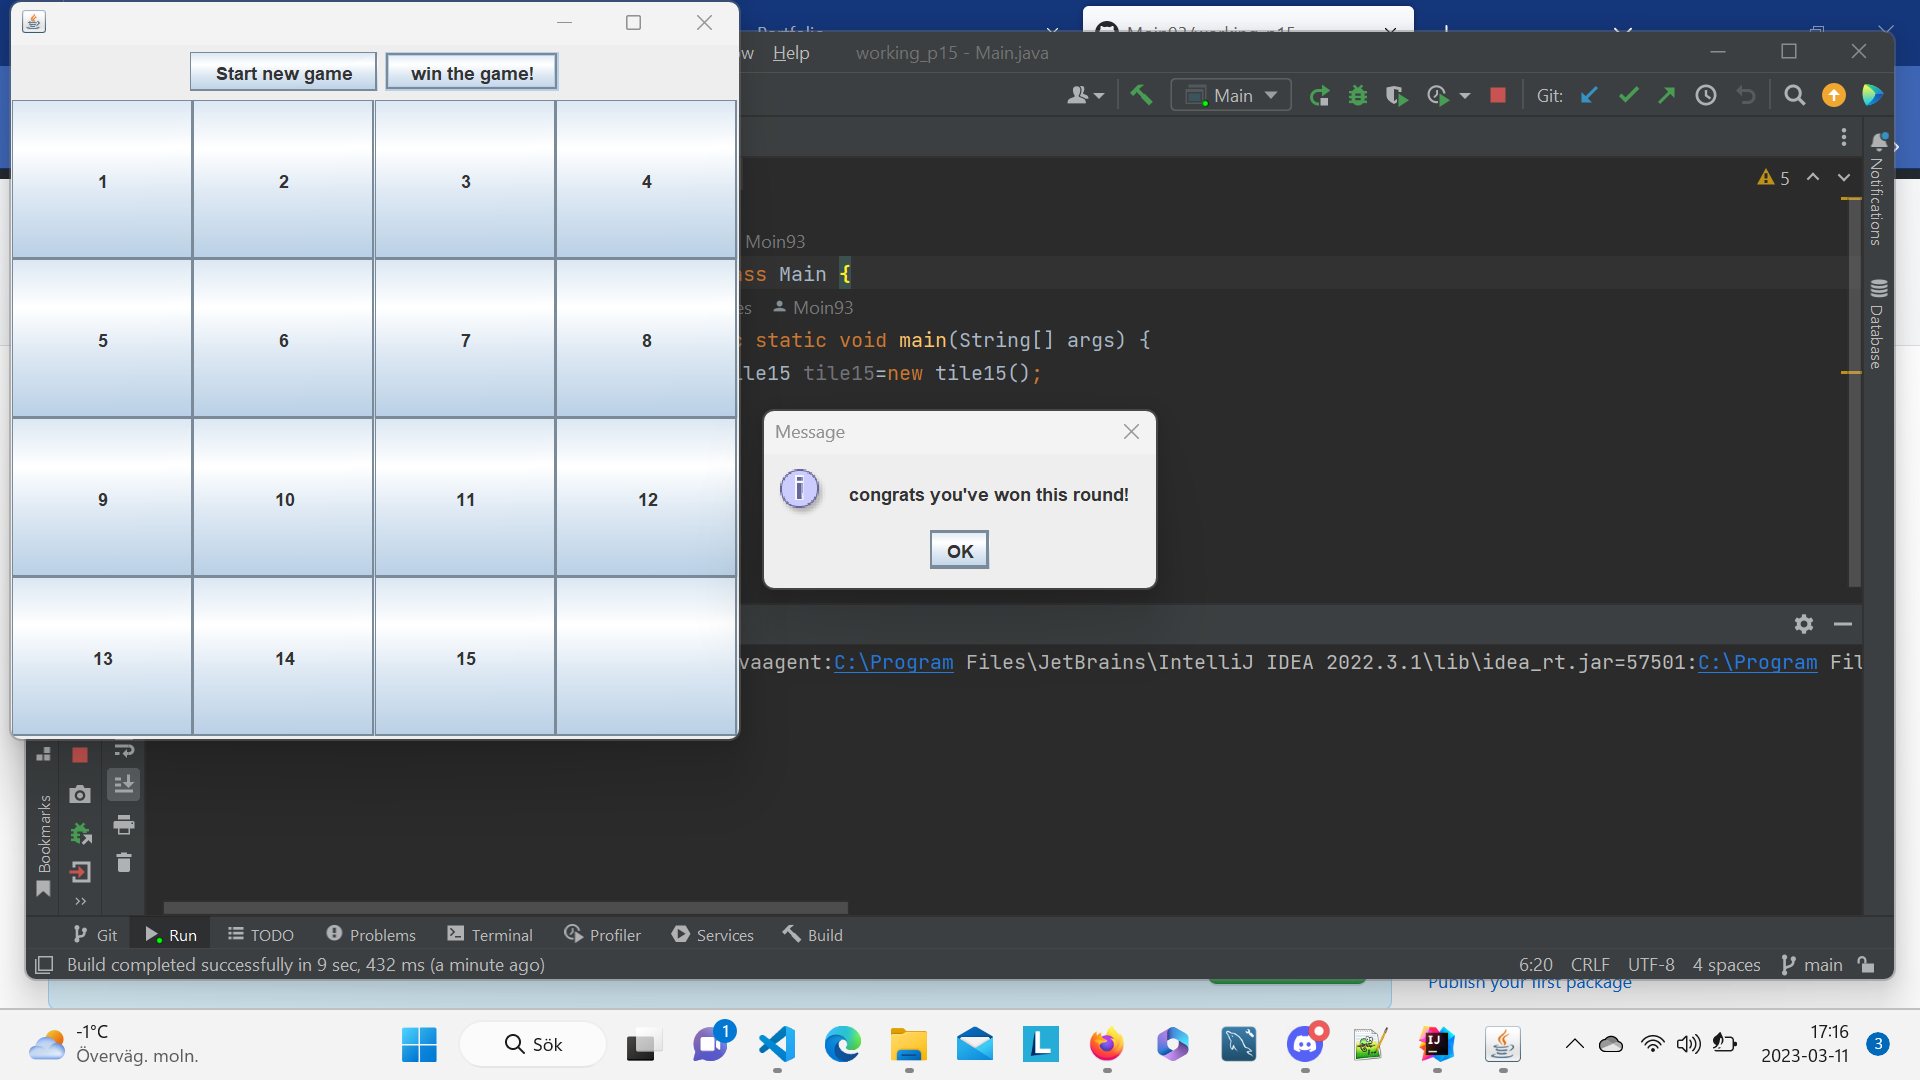 Start new game win the game!
1 2 3 4
5 6 7 8
9 10 11 12
13 14 15
Help working_p15 - Main.java
Main Git:
5
Moin93
ass Main {
es Moin93
static void main(String[] args) {
le15 tile15=new tile15();
Notifications
Database
Message
congrats you've won this round!
OK
vaagent:C:\Program Files\JetBrains\IntelliJ IDEA 2022.3.1\lib\idea_rt.jar=57501:C:\Program Fil
Bookmarks
Git Run TODO Problems Terminal Profiler Services Build
Build completed successfully in 9 sec, 432 ms (a minute ago) 6:20 CRLF UTF-8 4 spaces main
Publish your first package
-1°C
Överväg. moln.
Sök
1
L
IJ
17:16
2023-03-11
3